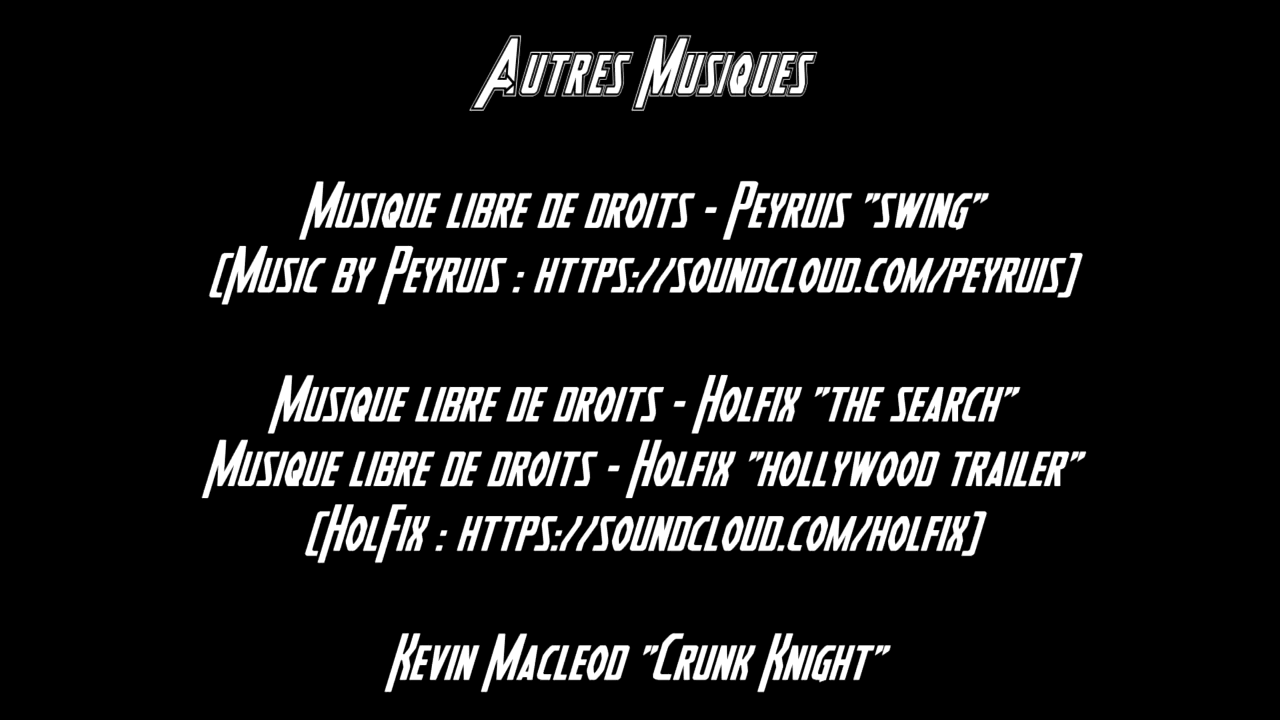 Autres Musiques
Musique libre de droits - Peyruis "swing"
(Music by Peyruis : https://soundcloud.com/peyruis)
Musique libre de droits - Holfix "the search"
Musique libre de droits - Holfix "hollywood trailer"
(HolFix : https://soundcloud.com/holfix)
Kevin Macleod "Crunk Knight"